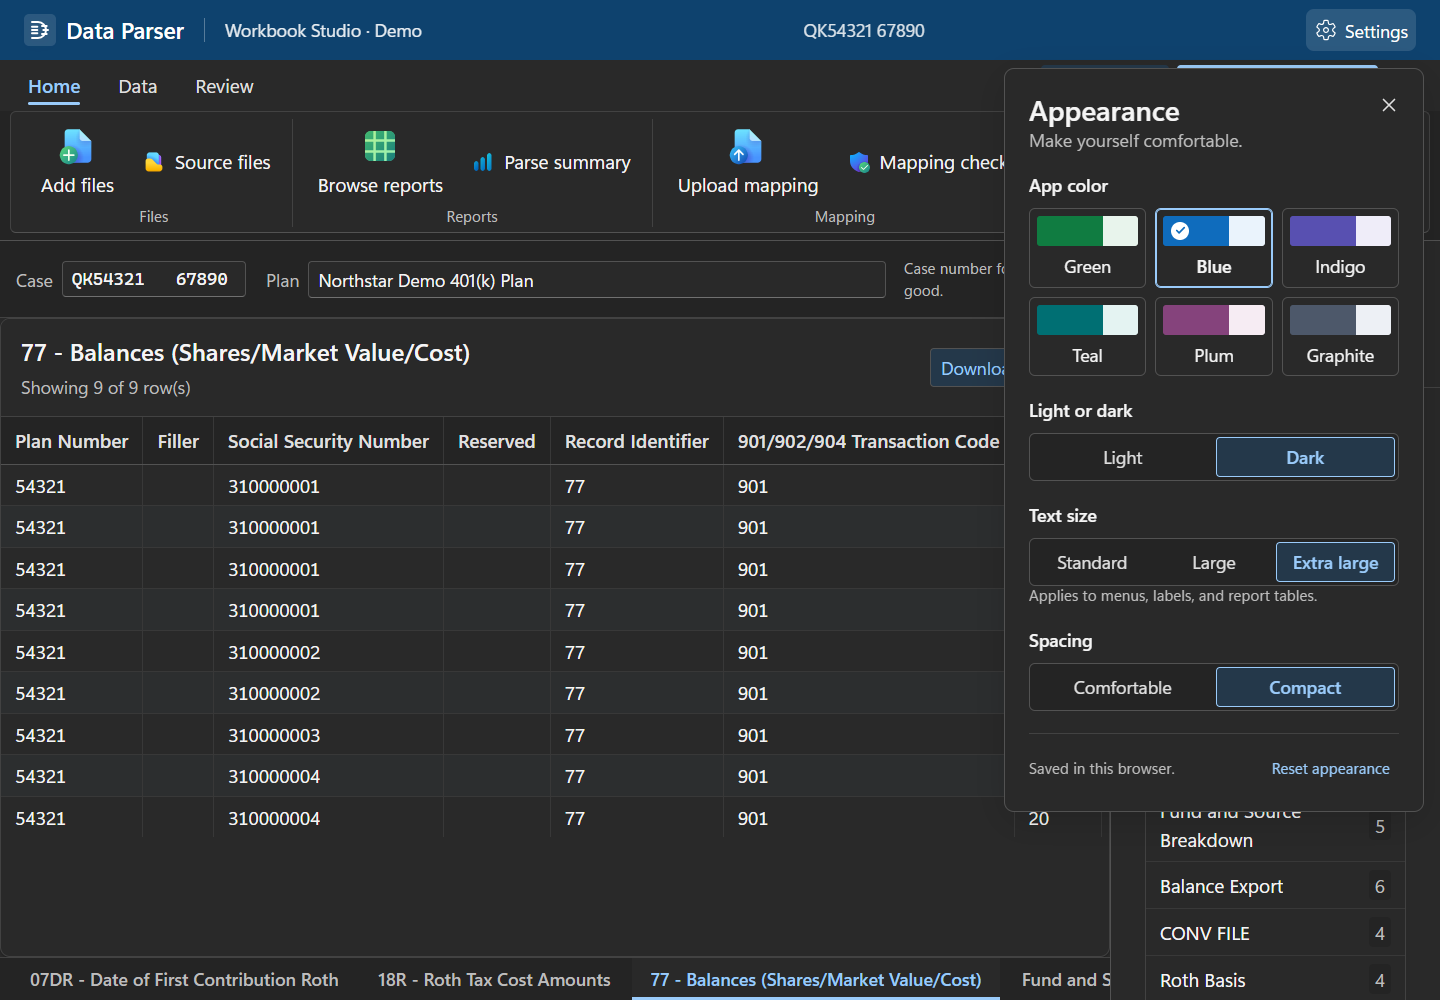 Data Parser
Workbook Studio · Demo
QK54321 67890
Settings
Home
Data
Review
Add files
Source files
Files
Browse reports
Parse summary
Reports
Upload mapping
Mapping check
Mapping
Case
QK54321 67890
Plan
Northstar Demo 401(k) Plan
Case number
good.
77 - Balances (Shares/Market Value/Cost)
Showing 9 of 9 row(s)
Plan Number Filler Social Security Number Reserved Record Identifier 901/902/904 Transaction Code
54321 310000001 77 901
54321 310000001 77 901
54321 310000001 77 901
54321 310000001 77 901
54321 310000002 77 901
54321 310000002 77 901
54321 310000003 77 901
54321 310000004 77 901
54321 310000004 77 901 20
Appearance
Make yourself comfortable.
App color
Green
Blue
Indigo
Teal
Plum
Graphite
Light or dark
Light
Dark
Text size
Standard
Large
Extra large
Applies to menus, labels, and report tables.
Spacing
Comfortable
Compact
Saved in this browser.
Reset appearance
Fund and Source
Breakdown
5
Balance Export 6
CONV FILE 4
Roth Basis 4
07DR - Date of First Contribution Roth
18R - Roth Tax Cost Amounts
77 - Balances (Shares/Market Value/Cost)
Fund and S